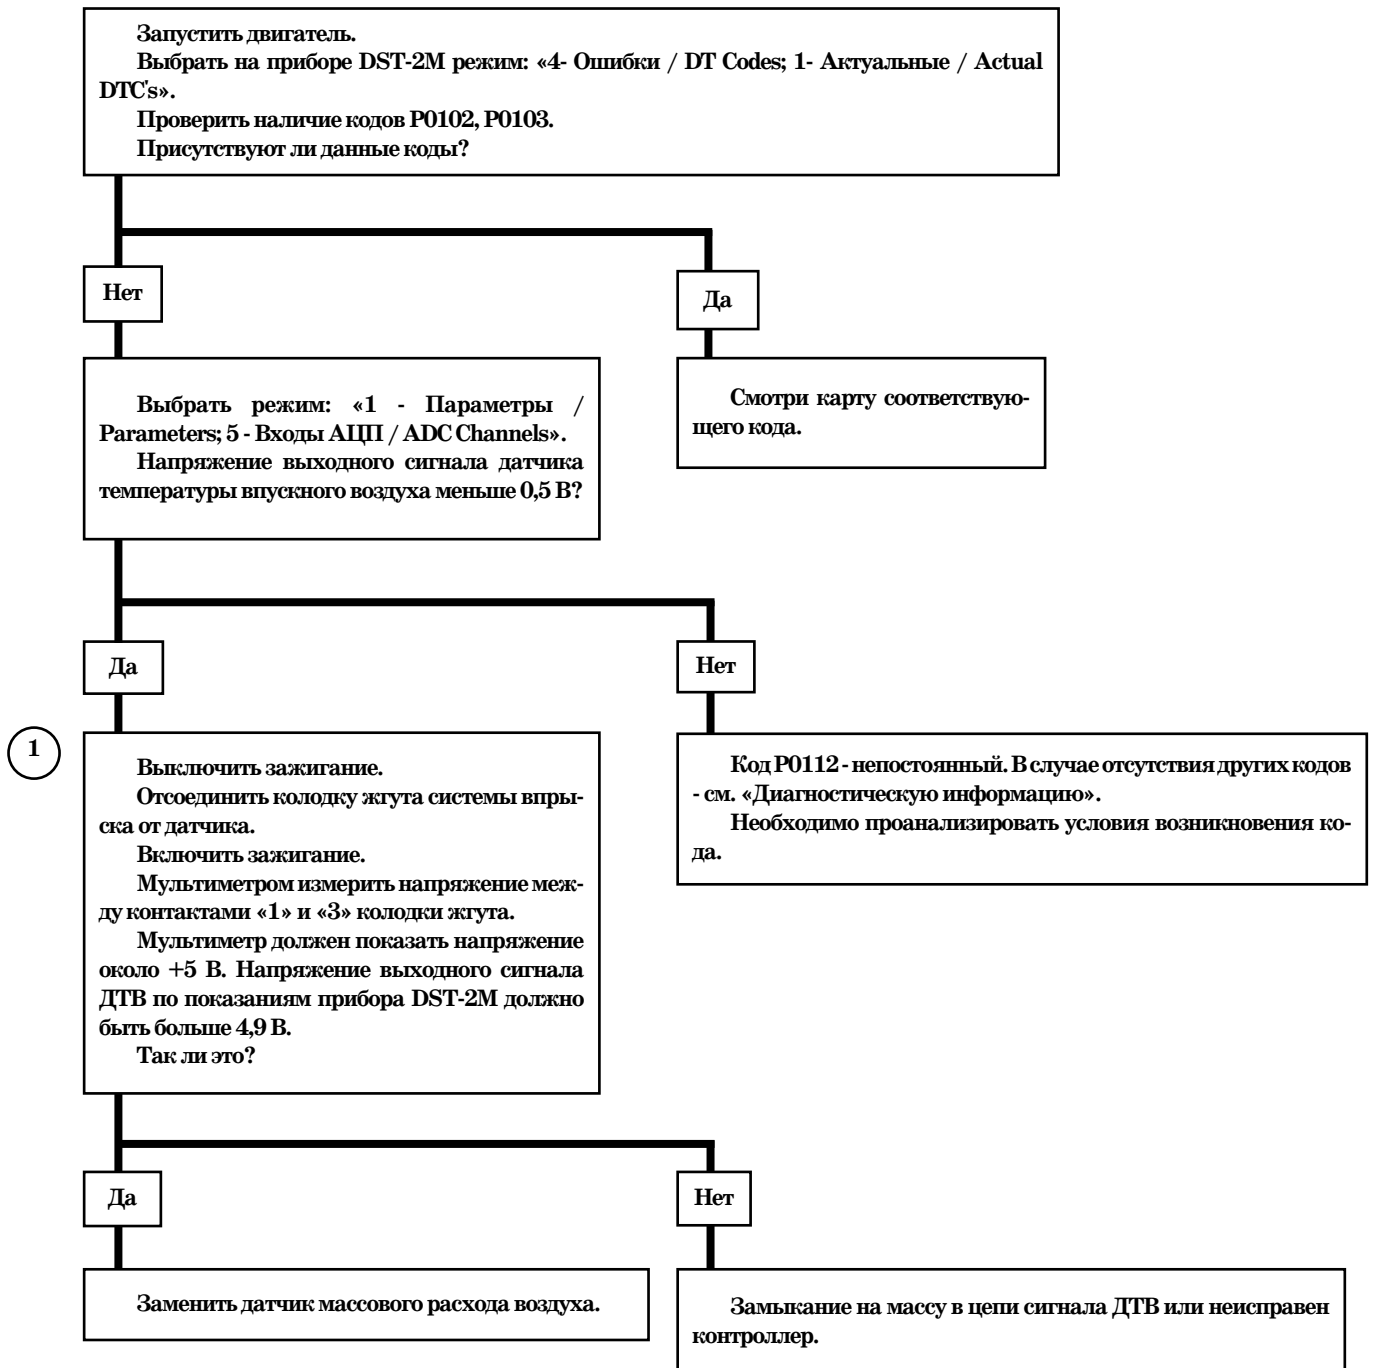 Запустить двигатель.
Выбрать на приборе DST-2M режим: «4- Ошибки / DT Codes; 1- Актуальные / Actual
DTC's».
Проверить наличие кодов P0102, P0103.
Присутствуют ли данные коды?
Нет
Да
Выбрать режим: «1 - Параметры /
Parameters; 5 - Входы АЦП / ADC Channels».
Напряжение выходного сигнала датчика
температуры впускного воздуха меньше 0,5 В?
Смотри карту соответствую-
щего кода.
Да
Нет
1
Выключить зажигание.
Отсоединить колодку жгута системы впры-
ска от датчика.
Включить зажигание.
Мультиметром измерить напряжение меж-
ду контактами «1» и «3» колодки жгута.
Мультиметр должен показать напряжение
около +5 В. Напряжение выходного сигнала
ДТВ по показаниям прибора DST-2M должно
быть больше 4,9 В.
Так ли это?
Код P0112 - непостоянный. В случае отсутствия других кодов
- см. «Диагностическую информацию».
Необходимо проанализировать условия возникновения ко-
да.
Да
Нет
Заменить датчик массового расхода воздуха.
Замыкание на массу в цепи сигнала ДТВ или неисправен
контроллер.